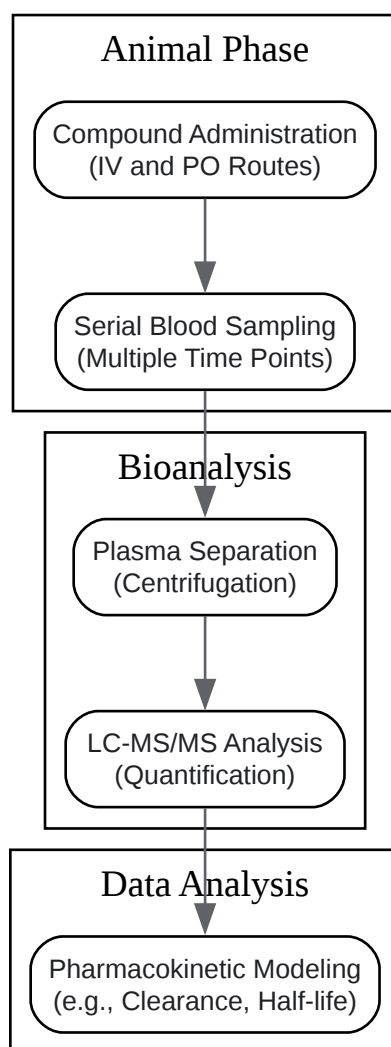 Animal Phase
Compound Administration
(IV and PO Routes)
Serial Blood Sampling
(Multiple Time Points)
Bioanalysis
Plasma Separation
(Centrifugation)
LC-MS/MS Analysis
(Quantification)
Data Analysis
Pharmacokinetic Modeling
(e.g., Clearance, Half-life)